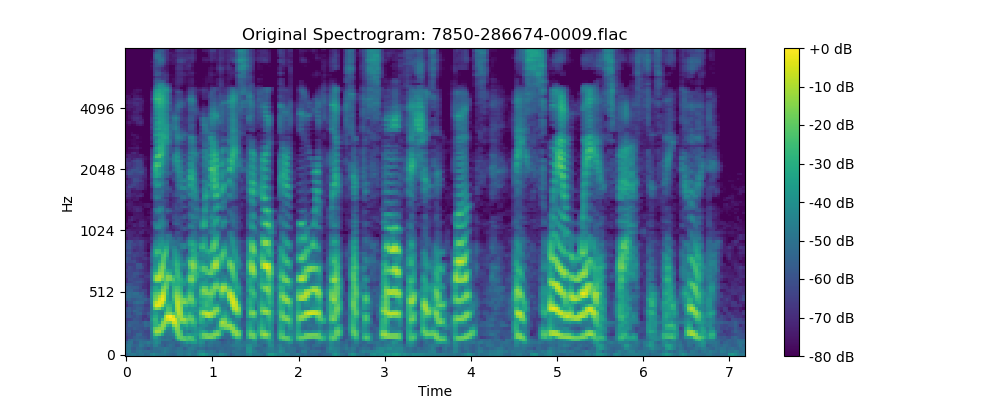 Original Spectrogram: 7850-286674-0009.flac
Hz
4096
2048
1024
512
0
0 1 2 3 4 5 6 7
Time
+0 dB
-10 dB
-20 dB
-30 dB
-40 dB
-50 dB
-60 dB
-70 dB
-80 dB